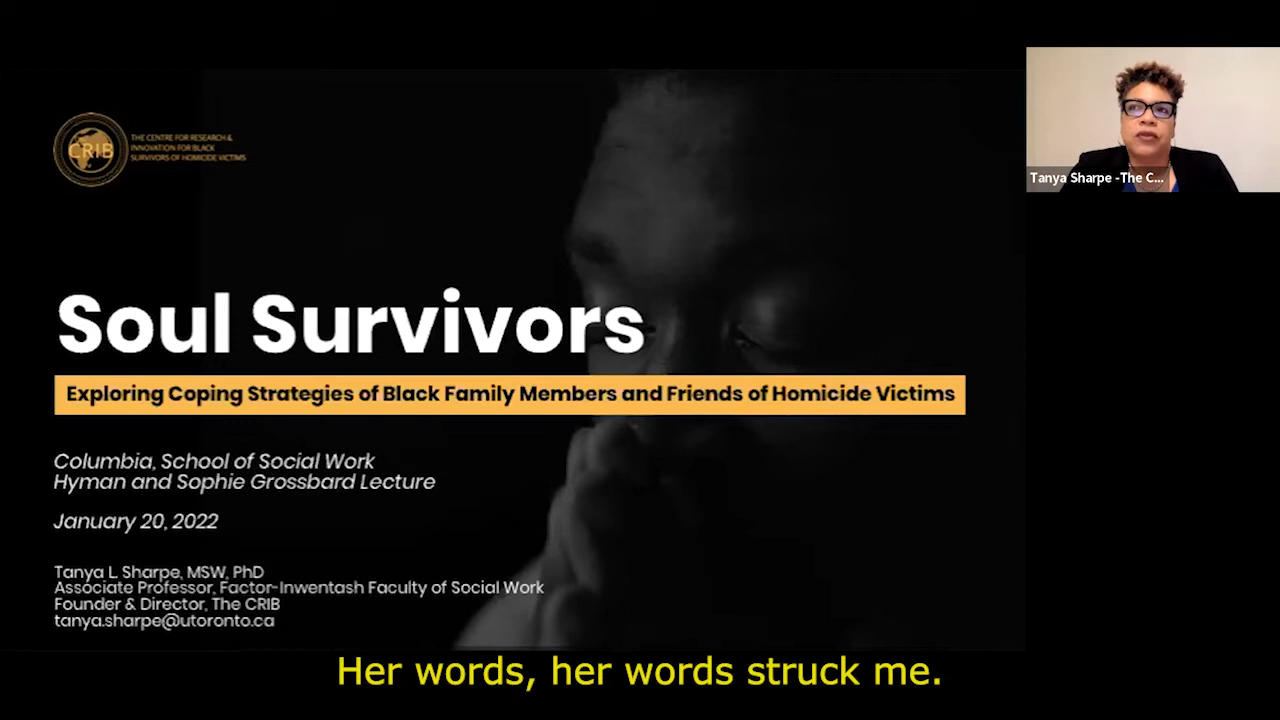 CRIB
THE CENTRE FOR RESEARCH &
INNOVATION FOR BLACK
SURVIVORS OF HOMICIDE VICTIMS
Tanya Sharpe -The C...
Soul Survivors
Exploring Coping Strategies of Black Family Members and Friends of Homicide Victims
Columbia, School of Social Work
Hyman and Sophie Grossbard Lecture
January 20, 2022
Tanya L. Sharpe, MSW, PhD
Associate Professor, Factor-Inwentash Faculty of Social Work
Founder & Director, The CRIB
tanya.sharpe@utoronto.ca
Her words, her words struck me.